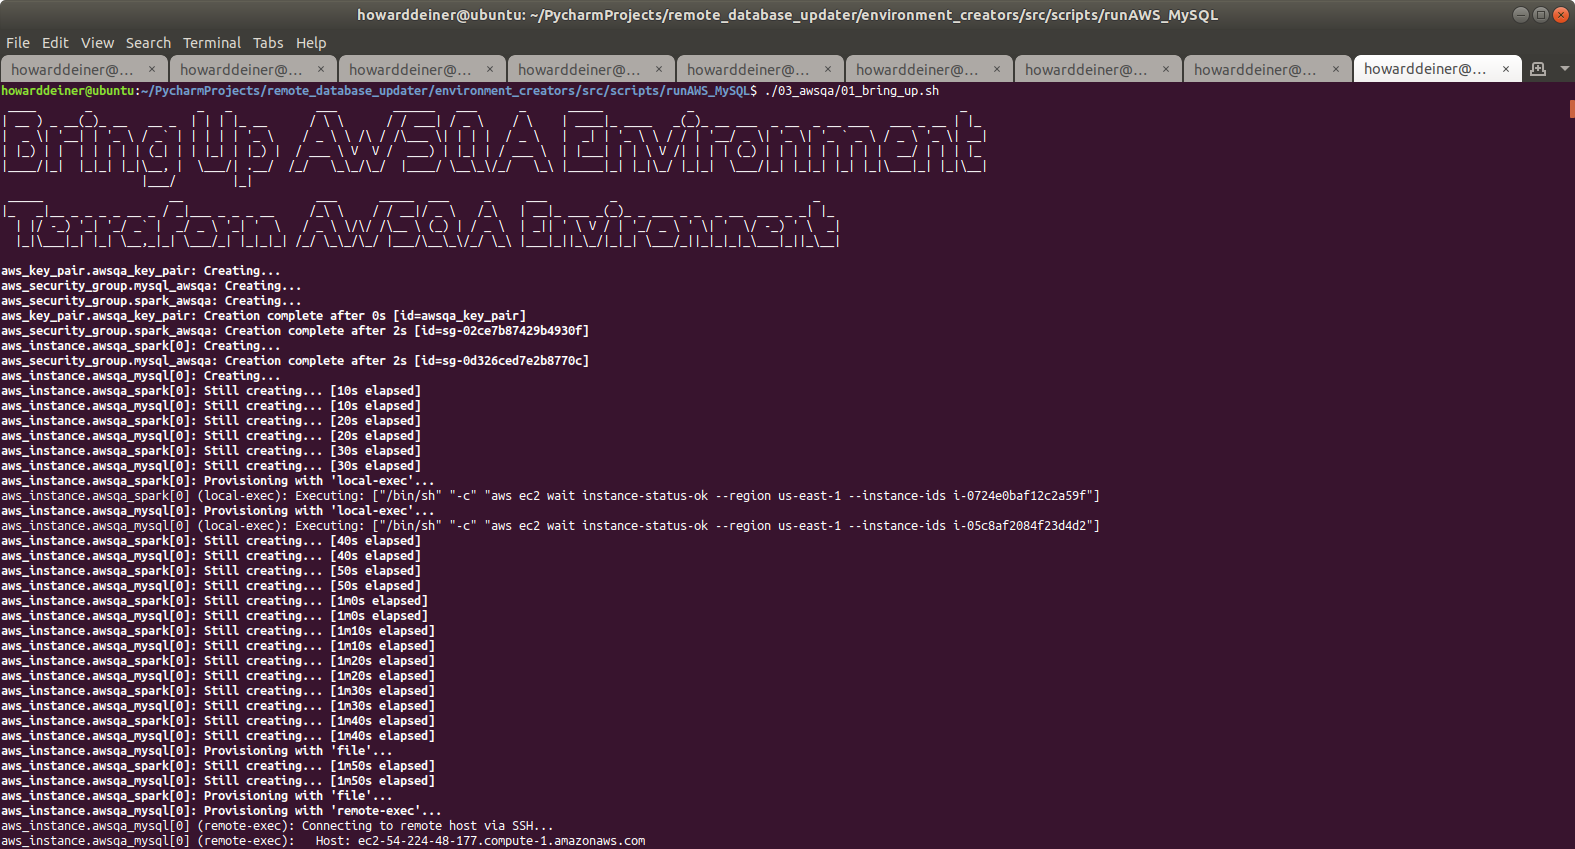 howarddeiner@ubuntu: ~/PycharmProjects/remote_database_updater/environment_creators/src/scripts/runAWS_MySQL
File Edit View Search Terminal Tabs Help
howarddeiner@... × howarddeiner@... × howarddeiner@... × howarddeiner@... × howarddeiner@... × howarddeiner@... × howarddeiner@... × howarddeiner@... × howarddeiner@... ×
howarddeiner@ubuntu:~/PycharmProjects/remote_database_updater/environment_creators/src/scripts/runAWS_MySQL$ ./03_awsqa/01_bring_up.sh
Bring Up AWSQA Environment
Terraform AWSQA Environment
aws_key_pair.awsqa_key_pair: Creating...
aws_security_group.mysql_awsqa: Creating...
aws_security_group.spark_awsqa: Creating...
aws_key_pair.awsqa_key_pair: Creation complete after 0s [id=awsqa_key_pair]
aws_security_group.spark_awsqa: Creation complete after 2s [id=sg-02ce7b87429b4930f]
aws_instance.awsqa_spark[0]: Creating...
aws_security_group.mysql_awsqa: Creation complete after 2s [id=sg-0d326ced7e2b8770c]
aws_instance.awsqa_mysql[0]: Creating...
aws_instance.awsqa_spark[0]: Still creating... [10s elapsed]
aws_instance.awsqa_mysql[0]: Still creating... [10s elapsed]
aws_instance.awsqa_spark[0]: Still creating... [20s elapsed]
aws_instance.awsqa_mysql[0]: Still creating... [20s elapsed]
aws_instance.awsqa_spark[0]: Still creating... [30s elapsed]
aws_instance.awsqa_mysql[0]: Still creating... [30s elapsed]
aws_instance.awsqa_spark[0]: Provisioning with 'local-exec'...
aws_instance.awsqa_spark[0] (local-exec): Executing: ["/bin/sh" "-c" "aws ec2 wait instance-status-ok --region us-east-1 --instance-ids i-0724e0baf12c2a59f"]
aws_instance.awsqa_mysql[0]: Provisioning with 'local-exec'...
aws_instance.awsqa_mysql[0] (local-exec): Executing: ["/bin/sh" "-c" "aws ec2 wait instance-status-ok --region us-east-1 --instance-ids i-05c8af2084f23d4d2"]
aws_instance.awsqa_spark[0]: Still creating... [40s elapsed]
aws_instance.awsqa_mysql[0]: Still creating... [40s elapsed]
aws_instance.awsqa_spark[0]: Still creating... [50s elapsed]
aws_instance.awsqa_mysql[0]: Still creating... [50s elapsed]
aws_instance.awsqa_spark[0]: Still creating... [1m0s elapsed]
aws_instance.awsqa_mysql[0]: Still creating... [1m0s elapsed]
aws_instance.awsqa_spark[0]: Still creating... [1m10s elapsed]
aws_instance.awsqa_mysql[0]: Still creating... [1m10s elapsed]
aws_instance.awsqa_spark[0]: Still creating... [1m20s elapsed]
aws_instance.awsqa_mysql[0]: Still creating... [1m20s elapsed]
aws_instance.awsqa_spark[0]: Still creating... [1m30s elapsed]
aws_instance.awsqa_mysql[0]: Still creating... [1m30s elapsed]
aws_instance.awsqa_spark[0]: Still creating... [1m40s elapsed]
aws_instance.awsqa_mysql[0]: Still creating... [1m40s elapsed]
aws_instance.awsqa_mysql[0]: Provisioning with 'file'...
aws_instance.awsqa_spark[0]: Still creating... [1m50s elapsed]
aws_instance.awsqa_mysql[0]: Still creating... [1m50s elapsed]
aws_instance.awsqa_spark[0]: Provisioning with 'file'...
aws_instance.awsqa_mysql[0]: Provisioning with 'remote-exec'...
aws_instance.awsqa_mysql[0] (remote-exec): Connecting to remote host via SSH...
aws_instance.awsqa_mysql[0] (remote-exec):   Host: ec2-54-224-48-177.compute-1.amazonaws.com